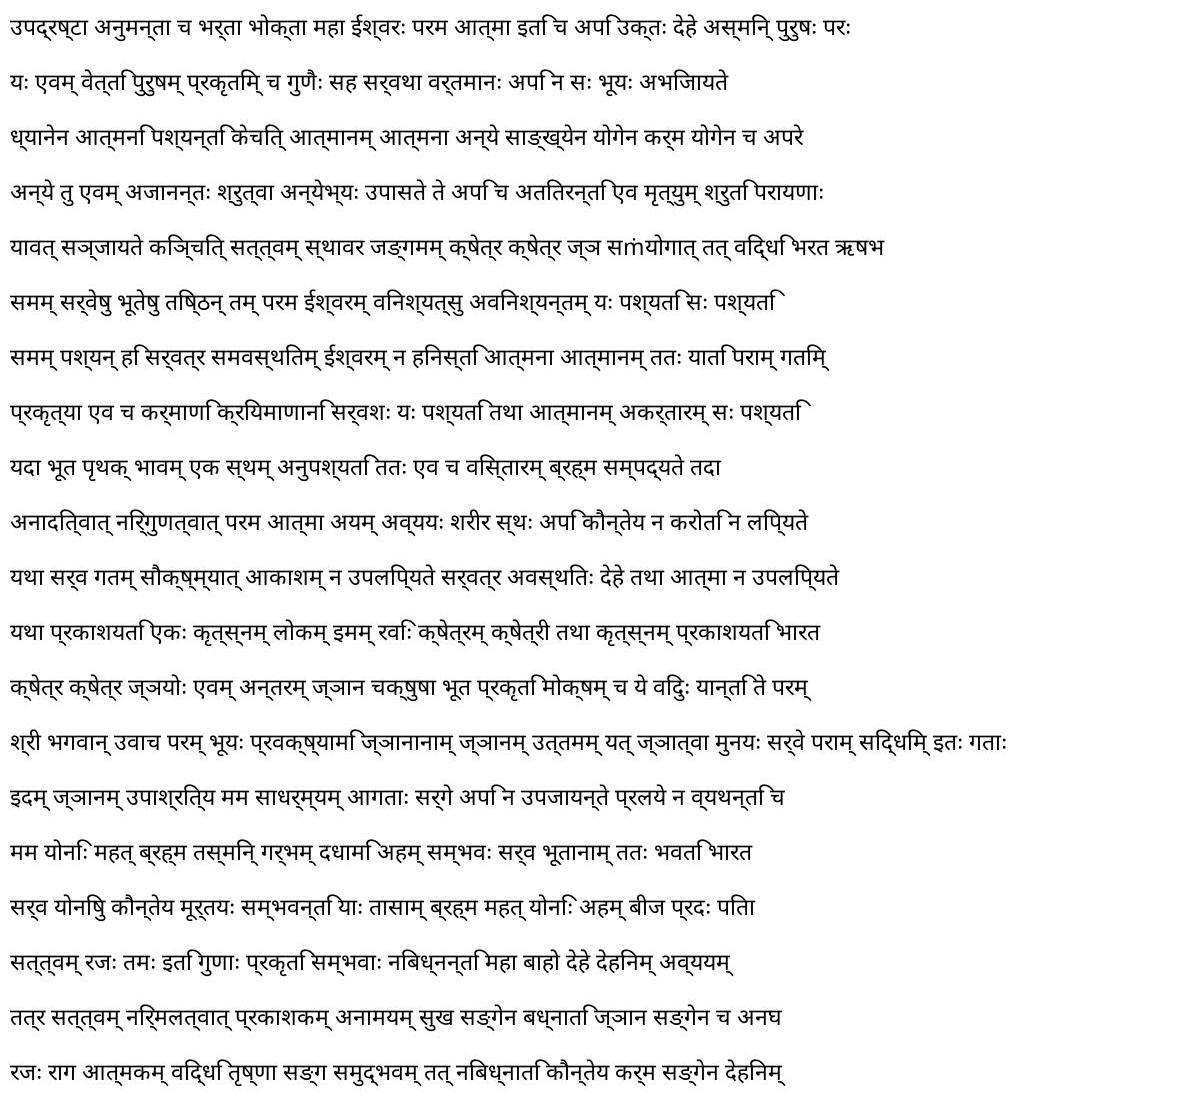 उपद्रष्टा अनुमन्ता च भर्ता भोक्ता महा ईश्वरः परम आत्मा इति च अपि उक्तः देहे अस्मिन् पुरुषः परः
यः एवम् वेत्ति पुरुषम् प्रकृतिम् च गुणैः सह सर्वथा वर्तमानः अपि न सः भूयः अभिजायते
ध्यानेन आत्मनि पश्यन्ति केचित् आत्मानम् आत्मना अन्ये साङ्ख्येन योगेन कर्म योगेन च अपरे
अन्ये तु एवम् अजानन्तः श्रुत्वा अन्येभ्यः उपासते ते अपि च अतितरन्ति एव मृत्युम् श्रुति परायणाः
यावत् सञ्जायते कञ्चित् सत्त्वम् स्थावर जङ्गमम् क्षेत्र क्षेत्र ज्ञ सṁयोगात् तत् विद्धि भरत ऋषभ
समम् सर्वेषु भूतेषु तिष्ठन् तम् परम ईश्वरम् विनश्यत्सु अविनश्यन्तम् यः पश्यति सः पश्यति
समम् पश्यन् हि सर्वत्र समवस्थितम् ईश्वरम् न हिनस्ति आत्मना आत्मानम् ततः याति पराम् गतिम्
प्रकृत्या एव च कर्माणि क्रियमाणानि सर्वशः यः पश्यति तथा आत्मानम् अकर्तारम् सः पश्यति
यदा भूत पृथक् भावम् एक स्थम् अनुपश्यति ततः एव च विस्तारम् ब्रह्म सम्पद्यते तदा
अनादित्वात् निर्गुणत्वात् परम आत्मा अयम् अव्ययः शरीर स्थः अपि कौन्तेय न करोति न लिप्यते
यथा सर्व गतम् सौक्ष्म्यात् आकाशम् न उपलिप्यते सर्वत्र अवस्थितः देहे तथा आत्मा न उपलिप्यते
यथा प्रकाशयति एकः कृत्स्नम् लोकम् इमम् रविः क्षेत्रम् क्षेत्री तथा कृत्स्नम् प्रकाशयति भारत
क्षेत्र क्षेत्र ज्ञयोः एवम् अन्तरम् ज्ञान चक्षुषा भूत प्रकृति मोक्षम् च ये विदुः यान्ति ते परम्
श्री भगवान् उवाच परम् भूयः प्रवक्ष्यामि ज्ञानानाम् ज्ञानम् उत्तमम् यत् ज्ञात्वा मुनयः सर्वे पराम् सिद्धिम् इतः गताः
इदम् ज्ञानम् उपाश्रित्य मम साधर्म्यम् आगताः सर्गे अपि न उपजायन्ते प्रलये न व्यथन्ति च
मम योनिः महत् ब्रह्म तस्मिन् गर्भम् दधामि अहम् सम्भवः सर्व भूतानाम् ततः भवति भारत
सर्व योनिषु कौन्तेय मूर्तयः सम्भवन्ति याः तासाम् ब्रह्म महत् योनिः अहम् बीज प्रदः पिता
सत्त्वम् रजः तमः इति गुणाः प्रकृति सम्भवाः निबध्नन्ति महा बाहो देहे देहिनम् अव्ययम्
तत्र सत्त्वम् निर्मलत्वात् प्रकाशकम् अनामयम् सुख सङ्गेन बध्नाति ज्ञान सङ्गेन च अनघ
रजः राग आत्मकम् विद्धि तृष्णा सङ्ग समुद्भवम् तत् निबध्नाति कौन्तेय कर्म सङ्गेन देहिनम्